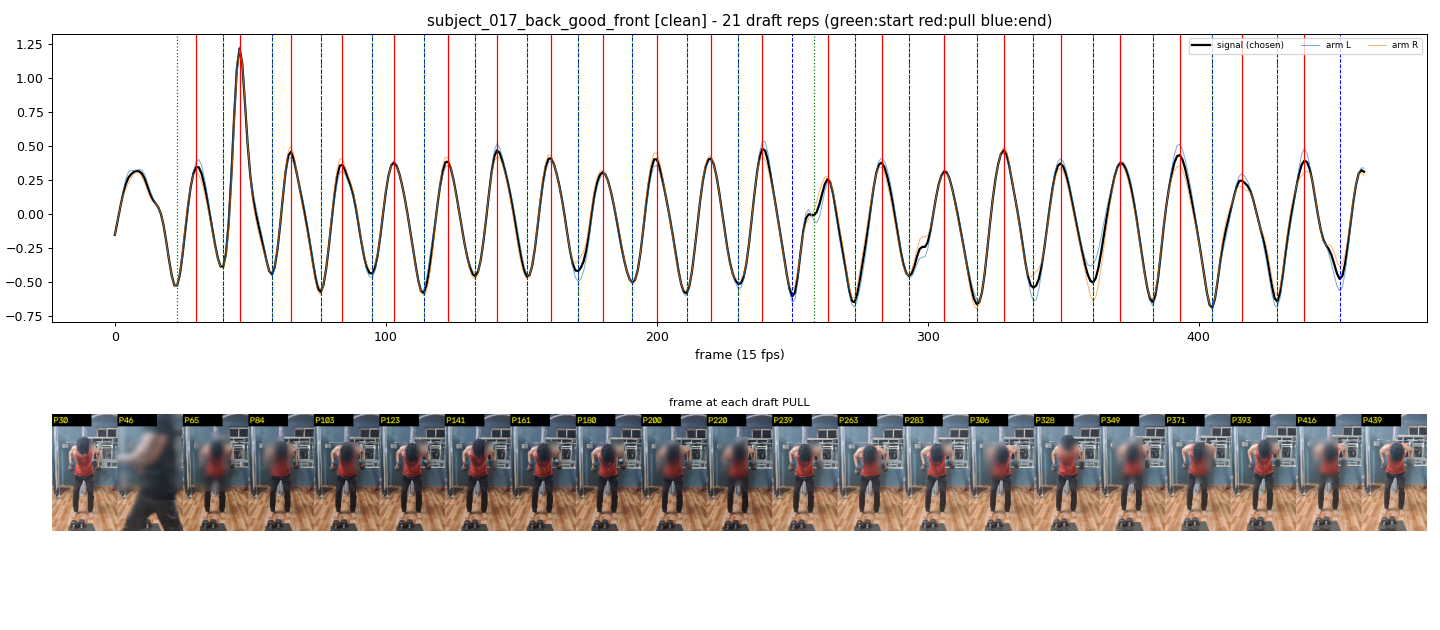 subject_017_back_good_front [clean] - 21 draft reps (green:start red:pull blue:end)
signal (chosen) arm L arm R
1.25
1.00
0.75
0.50
0.25
0.00
−0.25
−0.50
−0.75
0 100 200 300 400
frame (15 fps)
frame at each draft PULL
P30 P46 P65 P84 P103 P123 P141 P161 P180 P200 P220 P239 P263 P283 P306 P328 P349 P371 P393 P416 P439